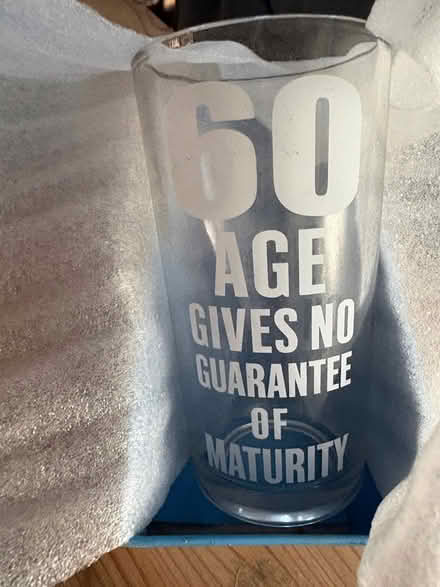 60
AGE
GIVES NO
GUARANTEE
OF
MATURITY